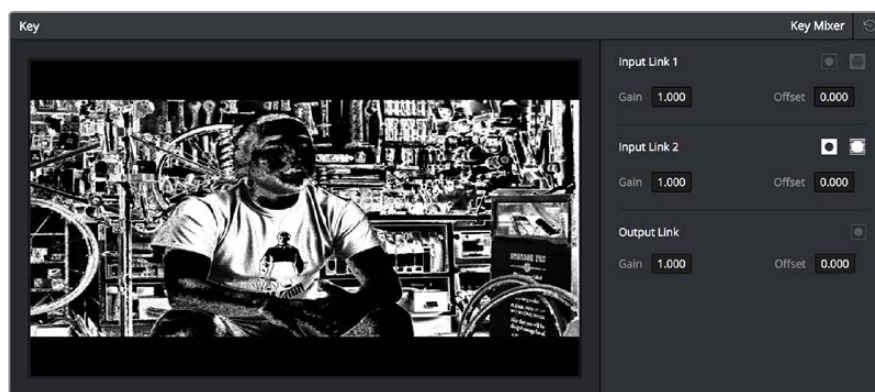 Key
Key Mixer
Input Link 1
Gain 1.000
Offset 0.000
Input Link 2
Gain 1.000
Offset 0.000
Output Link
Gain 1.000
Offset 0.000